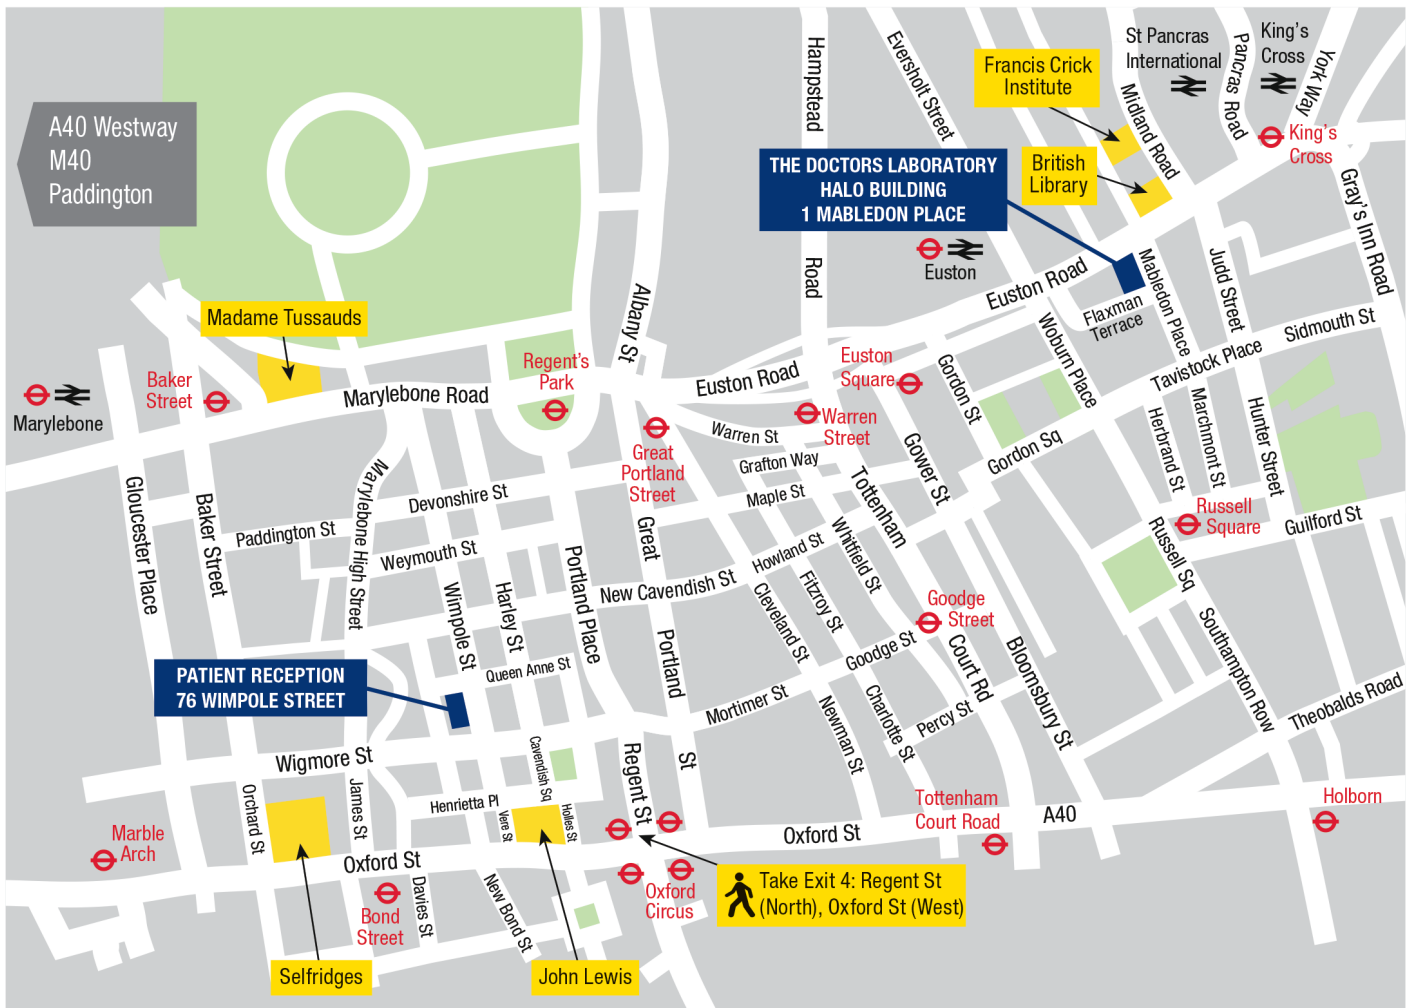 A40 Westway
M40
Paddington
Hampstead
Road
Eversholt Street
Francis Crick
Institute
St Pancras
International
Midland Road
Pancras Road
King's
Cross
York Way
King's
Cross
British
Library
THE DOCTORS LABORATORY
HALO BUILDING
1 MABLEDON PLACE
Euston
Euston Road
Gray's Inn Road
Mabledon Place
Judd Street
Flaxman
Terrace
Sidmouth St
Madame Tussauds
Albany St
Woburn Place
Tavistock Place
Marylebone
Baker
Street
Marylebone Road
Regent's
Park
Euston Road
Euston
Square
Gordon St
Warren
Street
Warren St
Grafton Way
Maple St
Great
Portland
Street
Gower St
Gordon Sq
Herbrand St
Marchmont St
Hunter Street
Russell
Square
Guilford St
Gloucester Place
Baker Street
Paddington St
Marylebone High Street
Devonshire St
Weymouth St
Wimpole St
Harley St
Portland Place
Great
Portland
St
New Cavendish St
Howland St
Tottenham
Court Rd
Whitfield St
Fitzroy St
Cleveland St
Goodge
Street
Goodge St
Bloomsbury St
Russell Sq
Southampton Row
Theobalds Road
PATIENT RECEPTION
76 WIMPOLE STREET
Queen Anne St
Mortimer St
Newman St
Charlotte St
Percy St
Wigmore St
Cavendish Sq
Regent St
Orchard St
James St
Henrietta Pl
Vere St
Holles St
Tottenham
Court Road
A40
Holborn
Marble
Arch
Oxford St
Oxford St
Bond
Street
Davies St
New Bond St
Oxford
Circus
Take Exit 4: Regent St
(North), Oxford St (West)
Selfridges
John Lewis